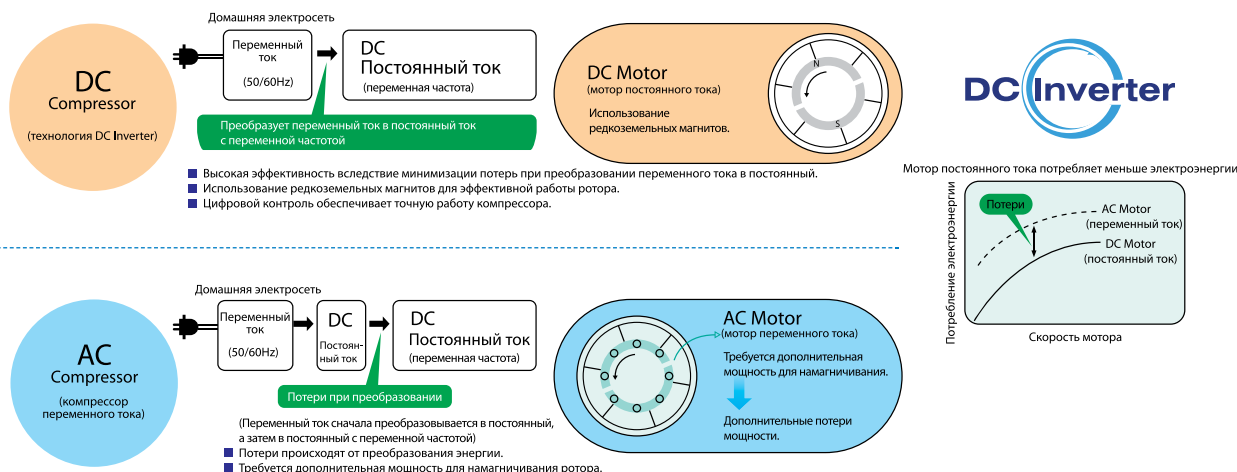 Домашняя электросеть
DC
Compressor
(технология DC Inverter)
Переменный
ток
(50/60Hz)
DC
Постоянный ток
(переменная частота)
Преобразует переменный ток в постоянный ток
с переменной частотой
DC Motor
(мотор постоянного тока)
Использование
редкоземельных магнитов.
N
S
Высокая эффективность вследствие минимизации потерь при преобразовании переменного тока в постоянный.
Использование редкоземельных магнитов для эффективной работы ротора.
Цифровой контроль обеспечивает точную работу компрессора.
DC Inverter
Мотор постоянного тока потребляет меньше электроэнергии
Потребление электроэнергии
Потери
AC Motor
(переменный ток)
DC Motor
(постоянный ток)
Скорость мотора
Домашняя электросеть
AC
Compressor
(компрессор
переменного тока)
Переменный
ток
(50/60Hz)
DC
Постоян-
ный ток
DC
Постоянный ток
(переменная частота)
Потери при преобразовании
(Переменный ток сначала преобразовывается в постоянный,
а затем в постоянный с переменной частотой)
Потери происходят от преобразования энергии.
Требуется дополнительная мощность для намагничивания ротора.
AC Motor
(мотор переменного тока)
Требуется дополнительная
мощность для намагничивания.
Дополнительные потери
мощности.